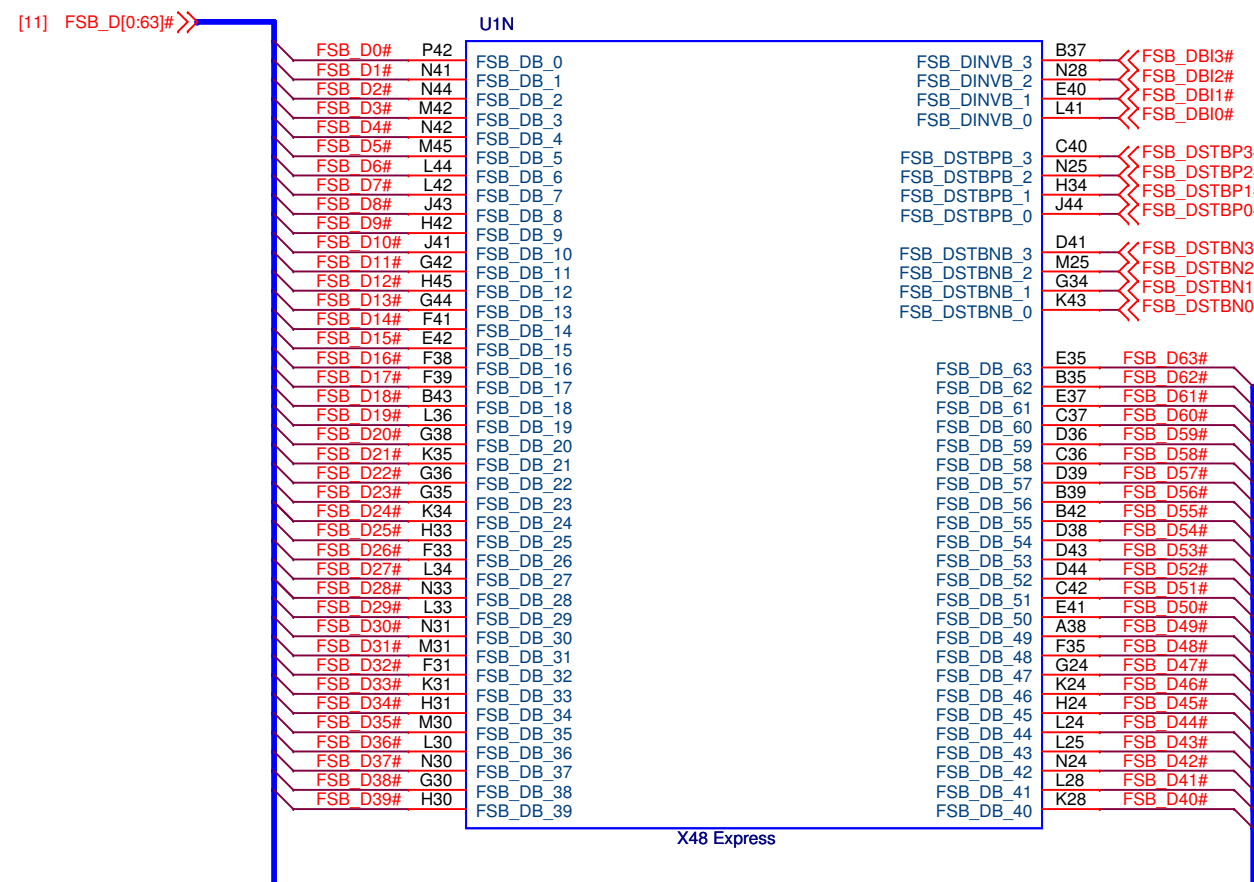 [11] FSB_D[0:63]#
U1N
FSB_D0# P42 FSB_DB_0
FSB_D1# N41 FSB_DB_1
FSB_D2# N44 FSB_DB_2
FSB_D3# M42 FSB_DB_3
FSB_D4# N42 FSB_DB_4
FSB_D5# M45 FSB_DB_5
FSB_D6# L44 FSB_DB_6
FSB_D7# L42 FSB_DB_7
FSB_D8# J43 FSB_DB_8
FSB_D9# H42 FSB_DB_9
FSB_D10# J41 FSB_DB_10
FSB_D11# G42 FSB_DB_11
FSB_D12# H45 FSB_DB_12
FSB_D13# G44 FSB_DB_13
FSB_D14# F41 FSB_DB_14
FSB_D15# E42 FSB_DB_15
FSB_D16# F38 FSB_DB_16
FSB_D17# F39 FSB_DB_17
FSB_D18# B43 FSB_DB_18
FSB_D19# L36 FSB_DB_19
FSB_D20# G38 FSB_DB_20
FSB_D21# K35 FSB_DB_21
FSB_D22# G36 FSB_DB_22
FSB_D23# G35 FSB_DB_23
FSB_D24# K34 FSB_DB_24
FSB_D25# H33 FSB_DB_25
FSB_D26# F33 FSB_DB_26
FSB_D27# L34 FSB_DB_27
FSB_D28# N33 FSB_DB_28
FSB_D29# L33 FSB_DB_29
FSB_D30# N31 FSB_DB_30
FSB_D31# M31 FSB_DB_31
FSB_D32# F31 FSB_DB_32
FSB_D33# K31 FSB_DB_33
FSB_D34# H31 FSB_DB_34
FSB_D35# M30 FSB_DB_35
FSB_D36# L30 FSB_DB_36
FSB_D37# N30 FSB_DB_37
FSB_D38# G30 FSB_DB_38
FSB_D39# H30 FSB_DB_39
FSB_DINVB_3 B37 FSB_DBI3#
FSB_DINVB_2 N28 FSB_DBI2#
FSB_DINVB_1 E40 FSB_DBI1#
FSB_DINVB_0 L41 FSB_DBI0#
FSB_DSTBPB_3 C40 FSB_DSTBP3
FSB_DSTBPB_2 N25 FSB_DSTBP2
FSB_DSTBPB_1 H34 FSB_DSTBP1
FSB_DSTBPB_0 J44 FSB_DSTBP0
FSB_DSTBNB_3 D41 FSB_DSTBN3
FSB_DSTBNB_2 M25 FSB_DSTBN2
FSB_DSTBNB_1 G34 FSB_DSTBN1
FSB_DSTBNB_0 K43 FSB_DSTBN0
FSB_DB_63 E35 FSB_D63#
FSB_DB_62 B35 FSB_D62#
FSB_DB_61 E37 FSB_D61#
FSB_DB_60 C37 FSB_D60#
FSB_DB_59 D36 FSB_D59#
FSB_DB_58 C36 FSB_D58#
FSB_DB_57 D39 FSB_D57#
FSB_DB_56 B39 FSB_D56#
FSB_DB_55 B42 FSB_D55#
FSB_DB_54 D38 FSB_D54#
FSB_DB_53 D43 FSB_D53#
FSB_DB_52 D44 FSB_D52#
FSB_DB_51 C42 FSB_D51#
FSB_DB_50 E41 FSB_D50#
FSB_DB_49 A38 FSB_D49#
FSB_DB_48 F35 FSB_D48#
FSB_DB_47 G24 FSB_D47#
FSB_DB_46 K24 FSB_D46#
FSB_DB_45 H24 FSB_D45#
FSB_DB_44 L24 FSB_D44#
FSB_DB_43 L25 FSB_D43#
FSB_DB_42 N24 FSB_D42#
FSB_DB_41 L28 FSB_D41#
FSB_DB_40 K28 FSB_D40#
X48 Express